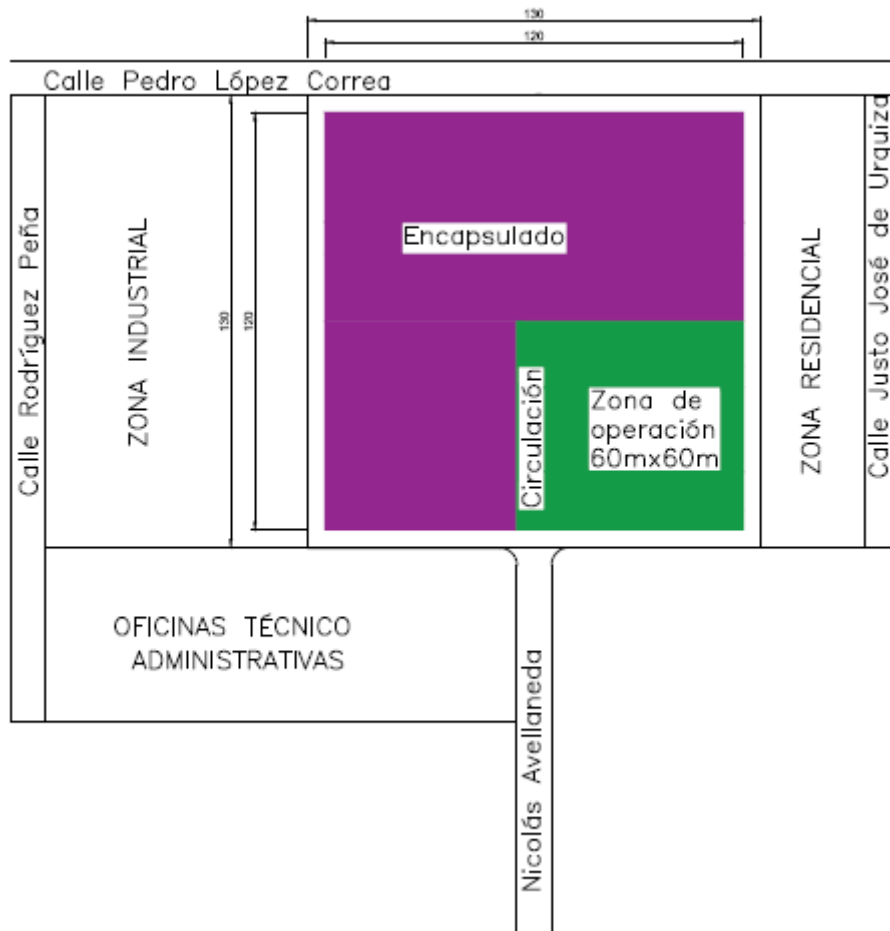 130
120
Calle Pedro López Correa
Calle Rodríguez Peña
ZONA INDUSTRIAL
130
120
Encapsulado
Circulación
Zona de
operación
60mx60m
ZONA RESIDENCIAL
Calle Justo José de Urquiza
OFICINAS TÉCNICO
ADMINISTRATIVAS
Nicolás Avellaneda